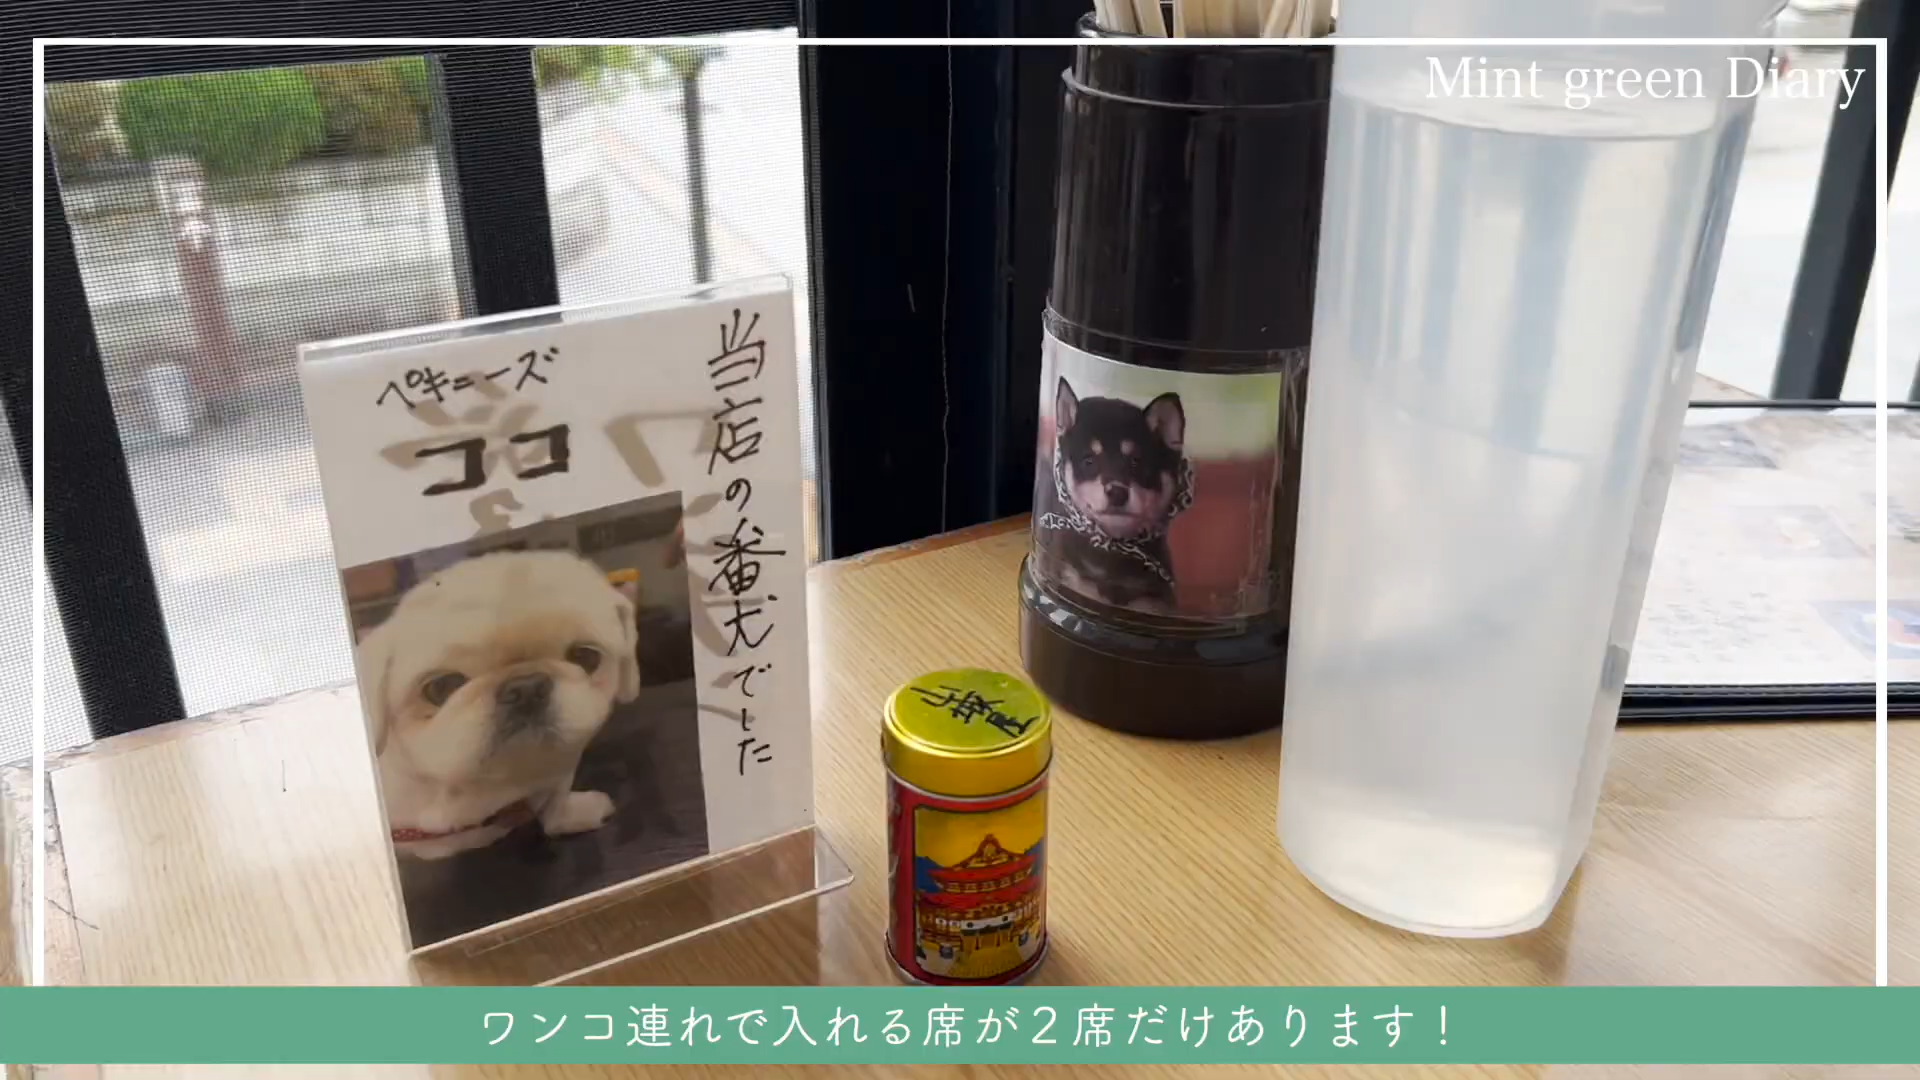 Mint green Diary
当店の番犬でした
ペキニーズ
ココ
ワンコ連れで入れる席が２席だけあります！